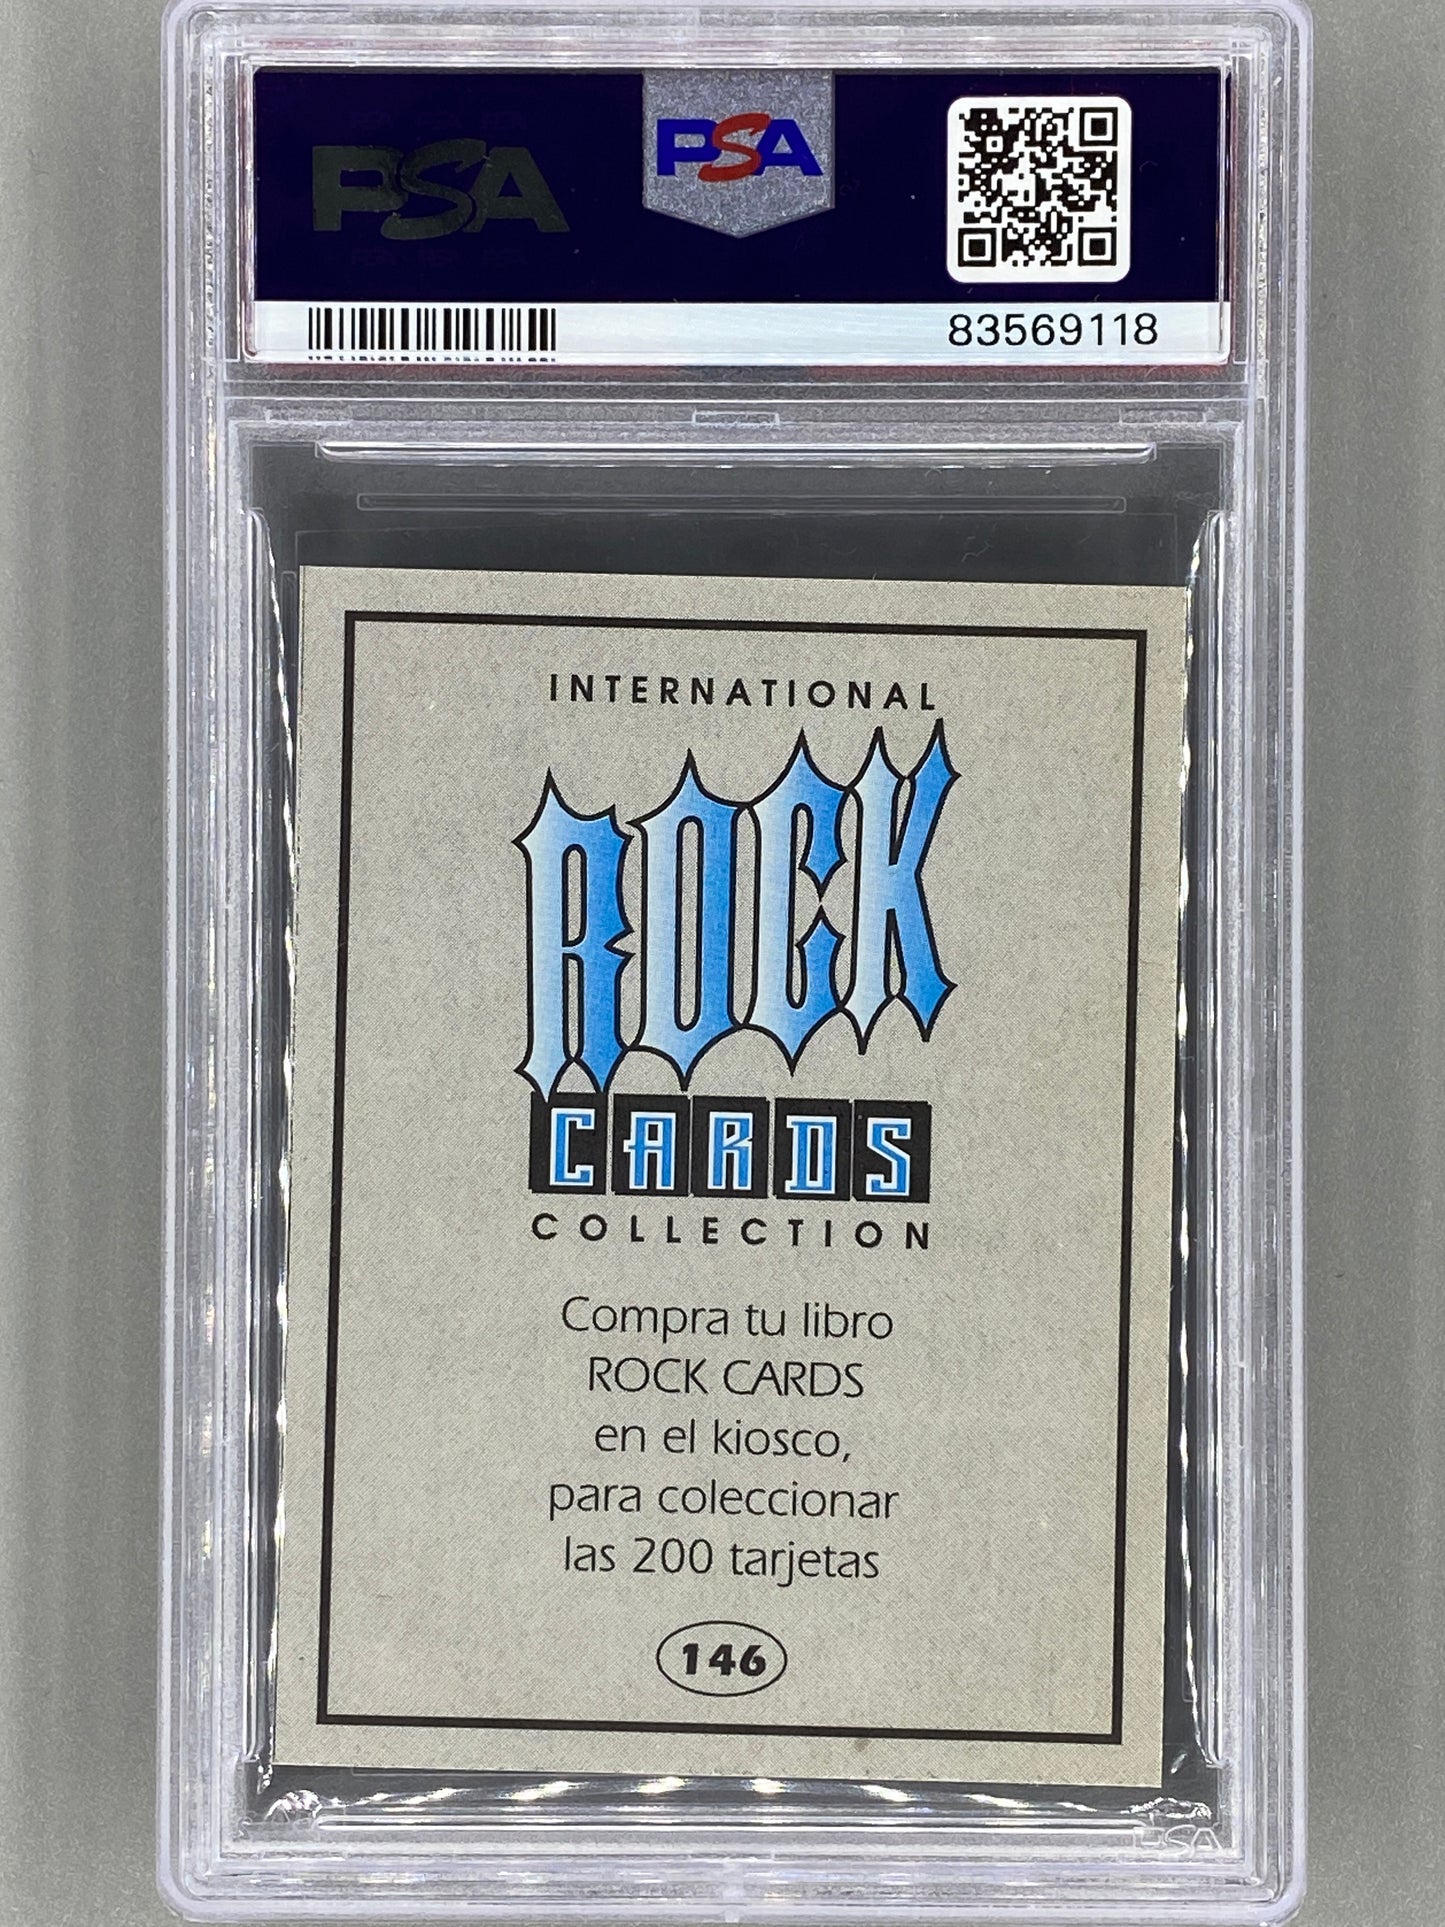 PSA
PSA
83569118
INTERNATIONAL
ROCK
CARDS
COLLECTION
Compra tu libro
ROCK CARDS
en el kiosco,
para coleccionar
las 200 tarjetas
146
PSA